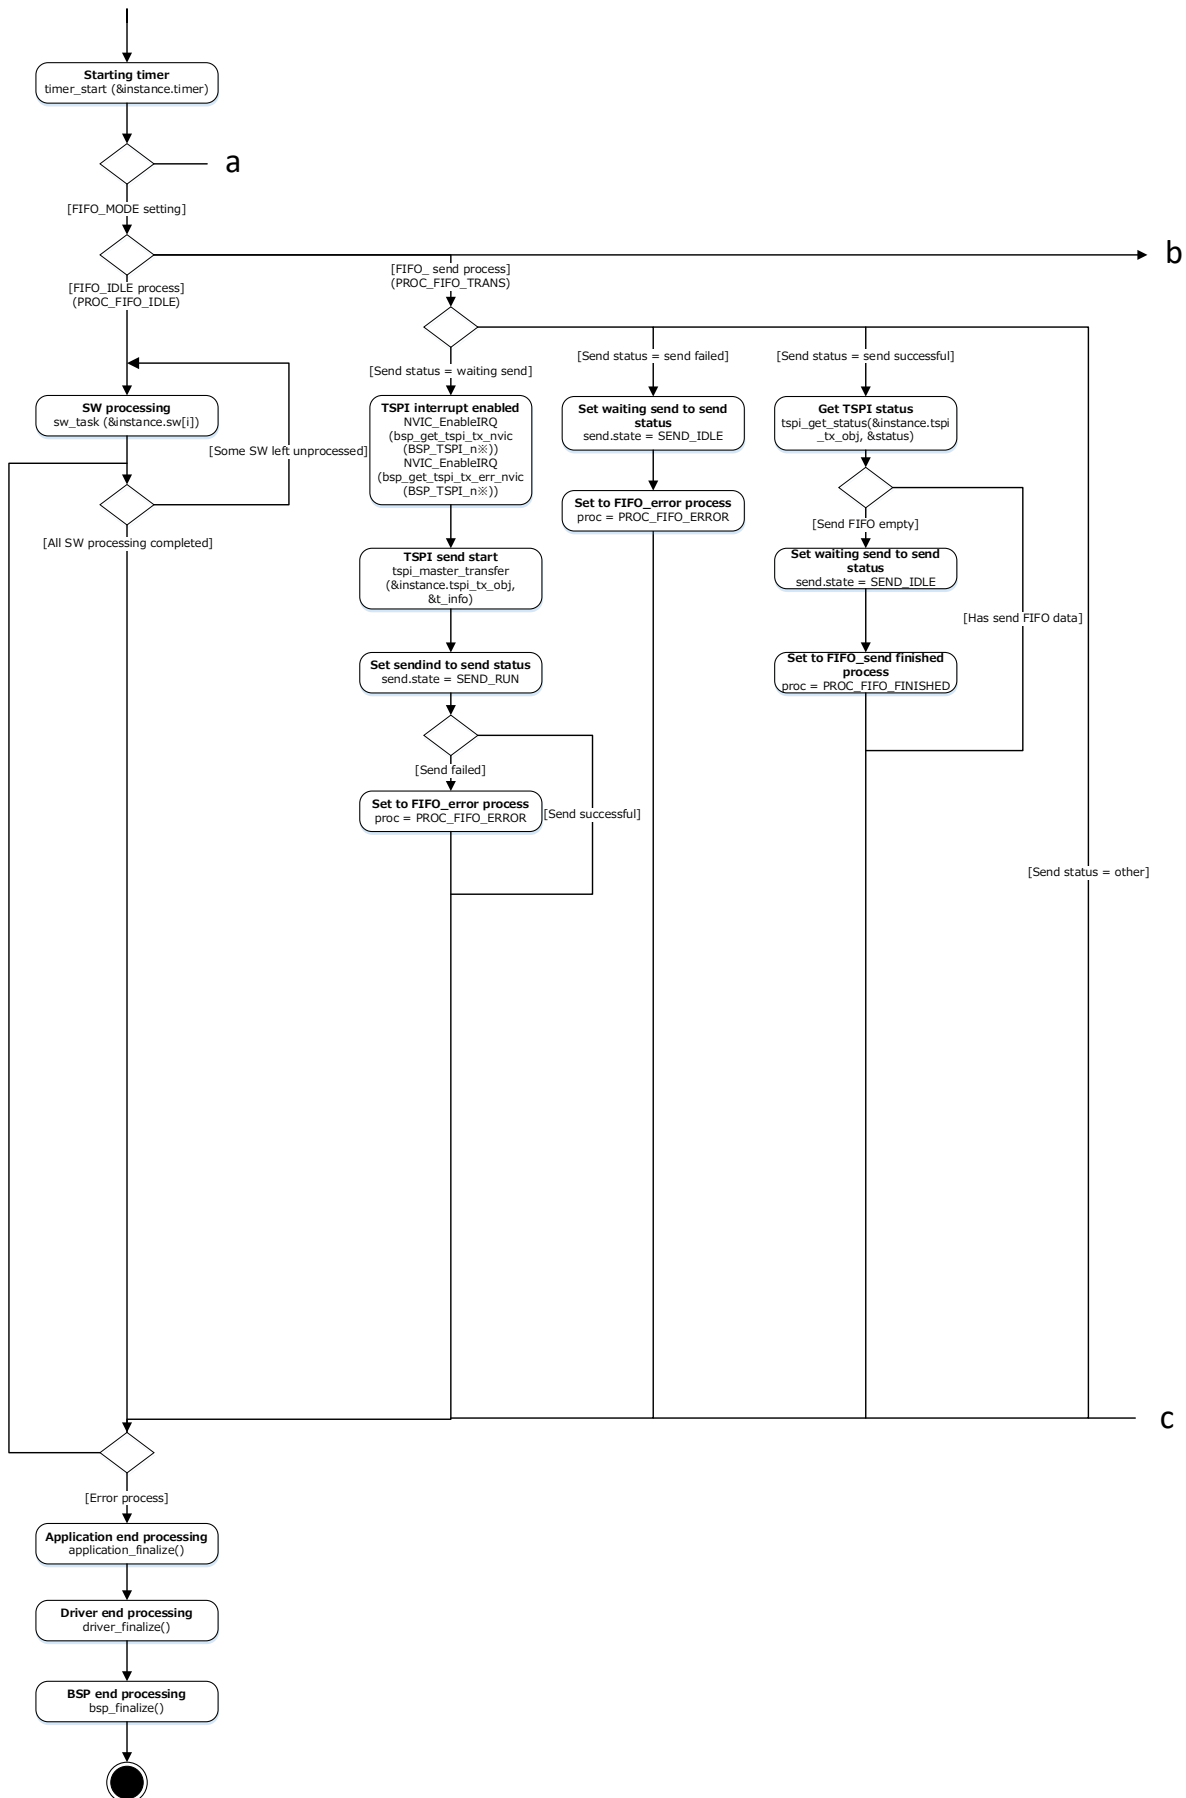 Starting timer
timer_start (&instance.timer)
a
[FIFO_MODE setting]
b
[FIFO_IDLE process]
(PROC_FIFO_IDLE)
[FIFO_ send process]
(PROC_FIFO_TRANS)
[Send status = waiting send]
[Send status = send failed]
[Send status = send successful]
SW processing
sw_task (&instance.sw[i])
[Some SW left unprocessed]
[All SW processing completed]
TSPI interrupt enabled
NVIC_EnableIRQ
(bsp_get_tspi_tx_nvic
(BSP_TSPI_n※))
NVIC_EnableIRQ
(bsp_get_tspi_tx_err_nvic
(BSP_TSPI_n※))
TSPI send start
tspi_master_transfer
(&instance.tspi_tx_obj,
&t_info)
Set sendind to send status
send.state = SEND_RUN
[Send failed]
Set to FIFO_error process
proc = PROC_FIFO_ERROR
[Send successful]
Set waiting send to send
status
send.state = SEND_IDLE
Set to FIFO_error process
proc = PROC_FIFO_ERROR
Get TSPI status
tspi_get_status(&instance.tspi
_tx_obj, &status)
[Send FIFO empty]
Set waiting send to send
status
send.state = SEND_IDLE
[Has send FIFO data]
Set to FIFO_send finished
process
proc = PROC_FIFO_FINISHED
[Send status = other]
c
[Error process]
Application end processing
application_finalize()
Driver end processing
driver_finalize()
BSP end processing
bsp_finalize()